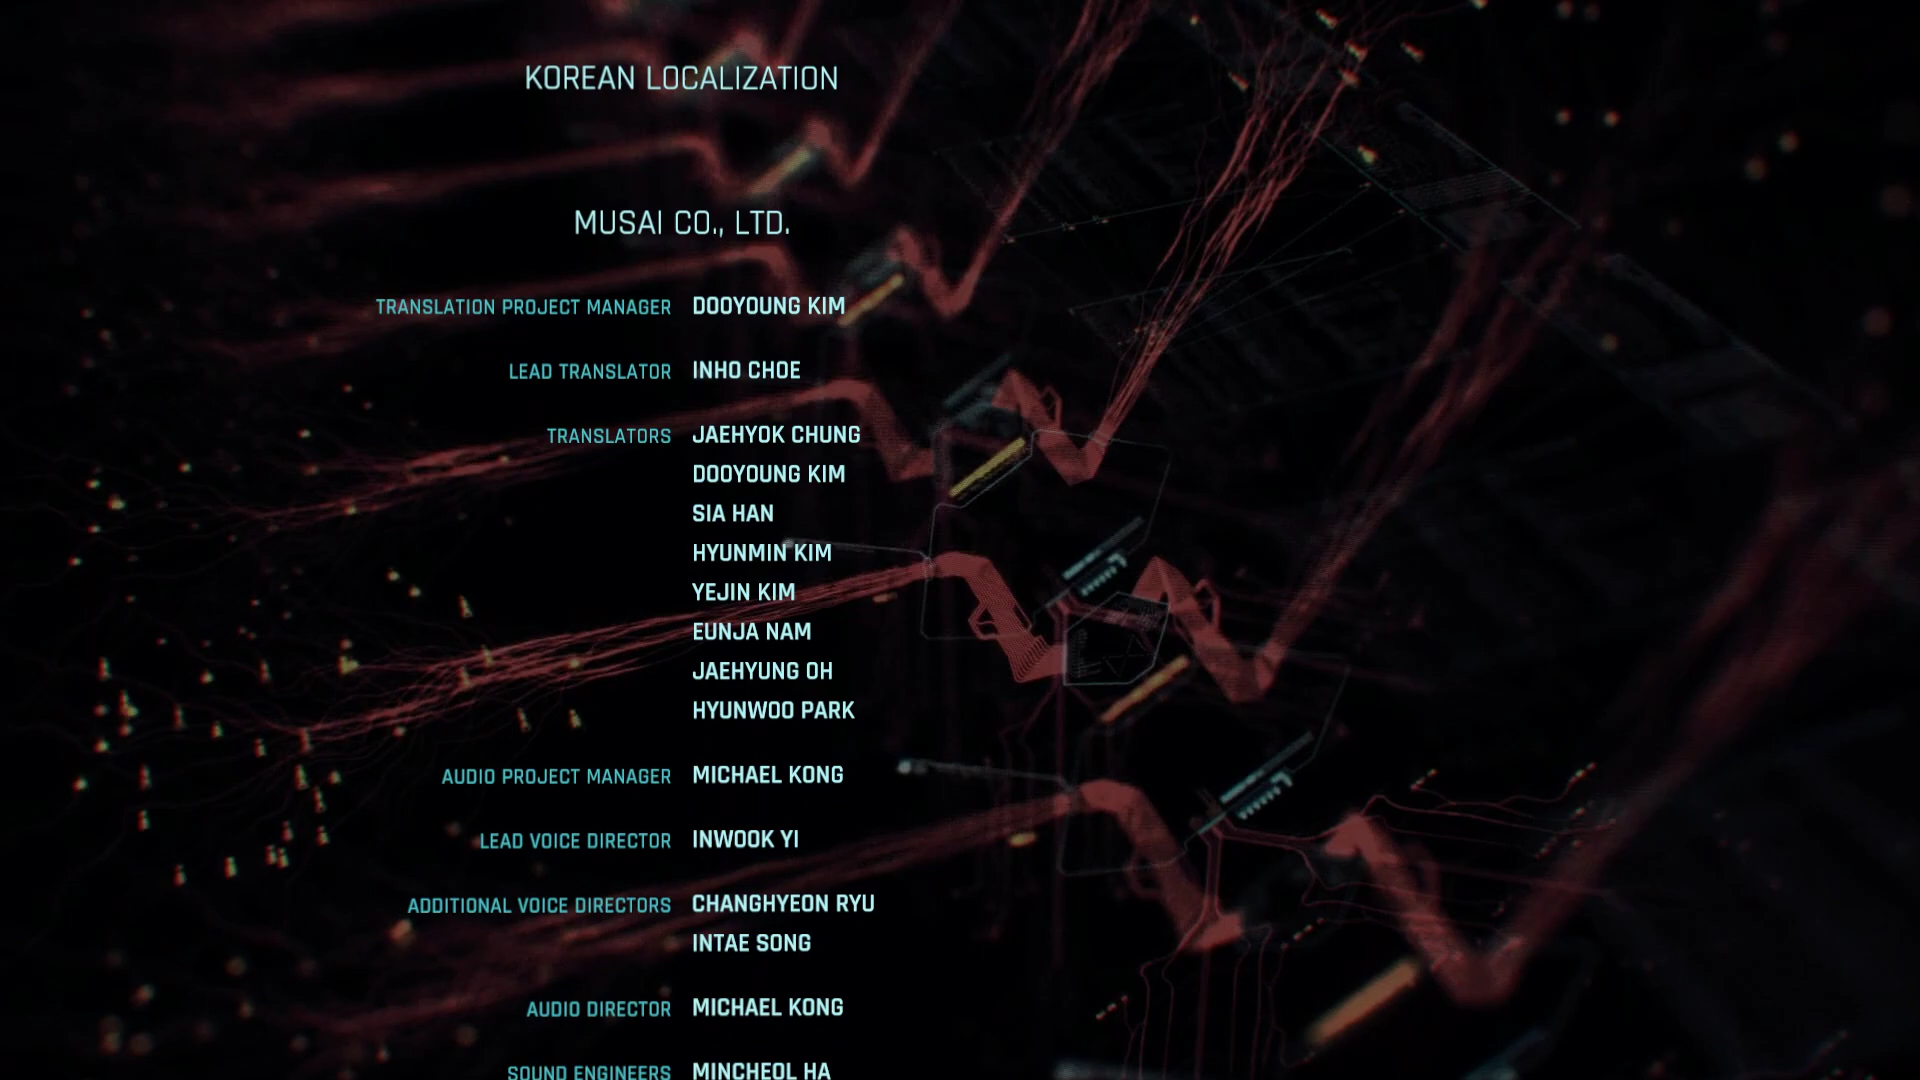 KOREAN LOCALIZATION
MUSAI CO., LTD.
TRANSLATION PROJECT MANAGER DOOYOUNG KIM
LEAD TRANSLATOR INHO CHOE
TRANSLATORS JAEHYOK CHUNG
DOOYOUNG KIM
SIA HAN
HYUNMIN KIM
YEJIN KIM
EUNJA NAM
JAEHYUNG OH
HYUNWOO PARK
AUDIO PROJECT MANAGER MICHAEL KONG
LEAD VOICE DIRECTOR INWOOK YI
ADDITIONAL VOICE DIRECTORS CHANGHYEON RYU
INTAE SONG
AUDIO DIRECTOR MICHAEL KONG
SOUND ENGINEERS MINCHEOL HA